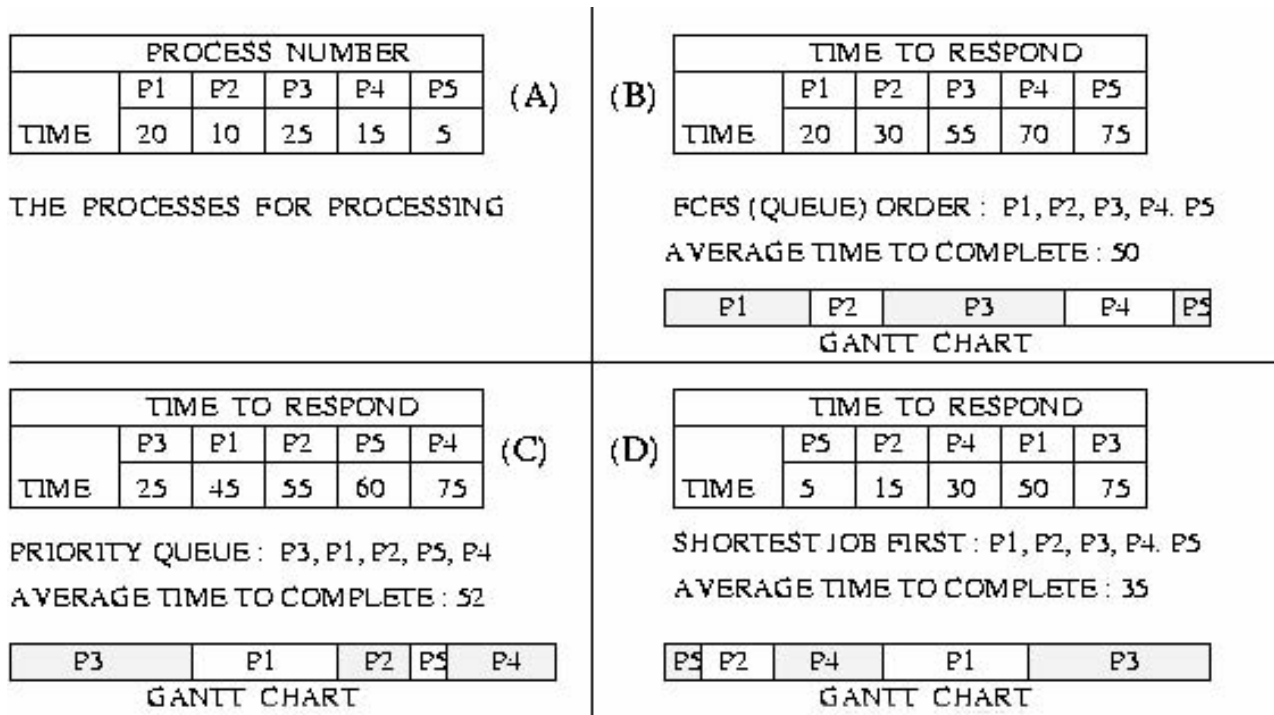 PROCESS NUMBER
P1 P2 P3 P4 P5
TIME 20 10 25 15 5
(A)
THE PROCESSES FOR PROCESSING
(B)
TIME TO RESPOND
P1 P2 P3 P4 P5
TIME 20 30 55 70 75
FCFS (QUEUE) ORDER : P1, P2, P3, P4. P5
AVERAGE TIME TO COMPLETE : 50
P1 P2 P3 P4 P5
GANTT CHART
TIME TO RESPOND
P3 P1 P2 P5 P4
TIME 25 45 55 60 75
(C)
PRIORITY QUEUE : P3, P1, P2, P5, P4
AVERAGE TIME TO COMPLETE : 52
P3 P1 P2 P5 P4
GANTT CHART
(D)
TIME TO RESPOND
P5 P2 P4 P1 P3
TIME 5 15 30 50 75
SHORTEST JOB FIRST : P1, P2, P3, P4. P5
AVERAGE TIME TO COMPLETE : 35
P5 P2 P4 P1 P3
GANTT CHART